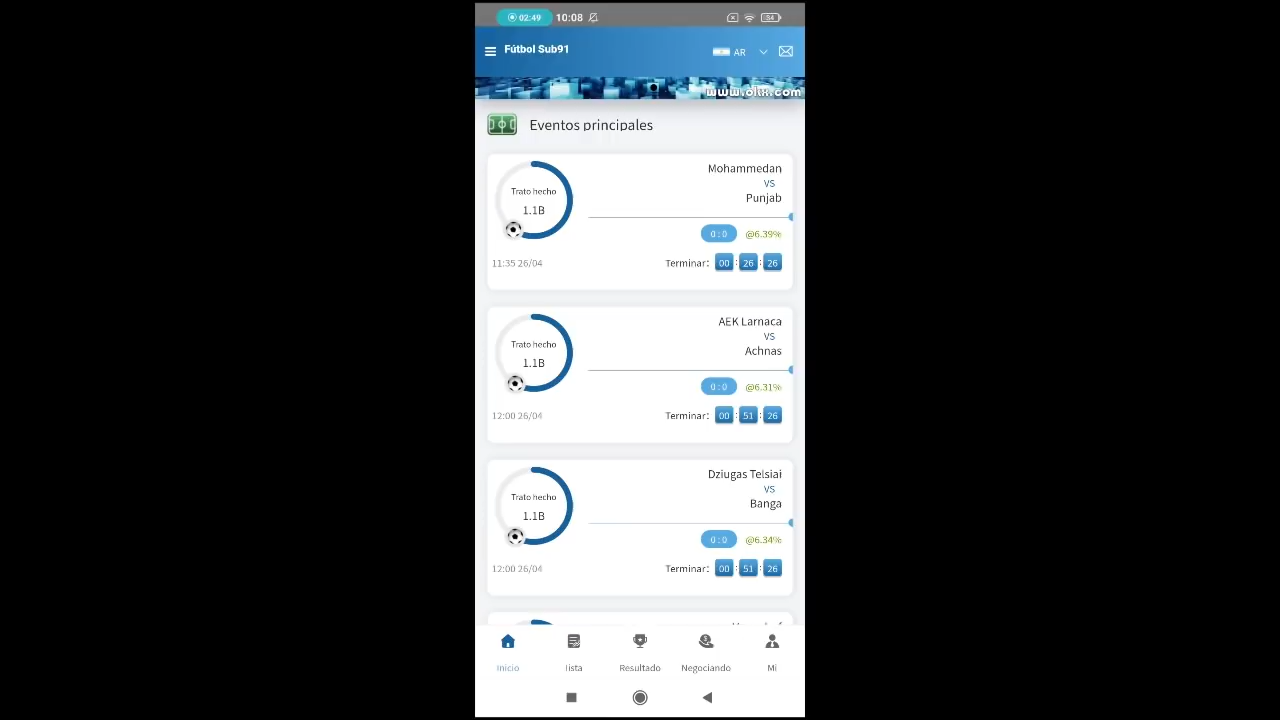 02:49 10:08 54
Fútbol Sub91 AR
www.olix.com
Eventos principales
Mohammedan
VS
Punjab
Trato hecho
1.1B
0 : 0 @6.39%
11:35 26/04 Terminar: 00 : 26 : 26
AEK Larnaca
VS
Achnas
Trato hecho
1.1B
0 : 0 @6.31%
12:00 26/04 Terminar: 00 : 51 : 26
Dziugas Telsiai
VS
Banga
Trato hecho
1.1B
0 : 0 @6.34%
12:00 26/04 Terminar: 00 : 51 : 26
Inicio lista Resultado Negociando Mi